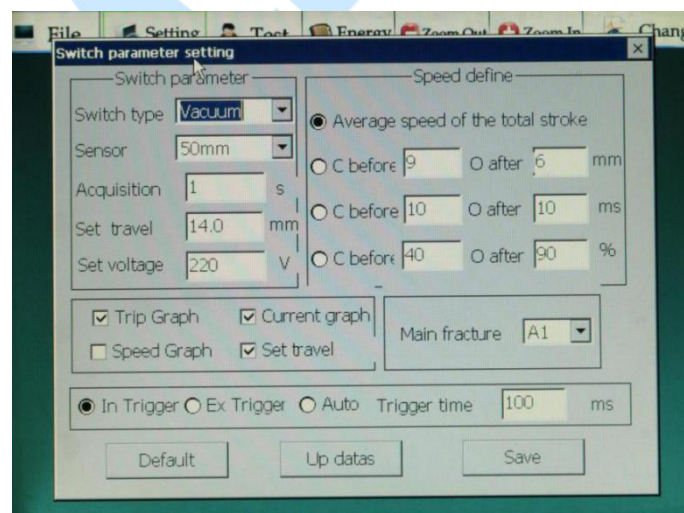 File Setting Test Energy Zoom Out Zoom In Chang
Switch parameter setting
Switch parameter
Switch type Vacuum
Sensor 50mm
Acquisition 1 s
Set travel 14.0 mm
Set voltage 220 V
Speed define
Average speed of the total stroke
C before 9 O after 6 mm
C before 10 O after 10 ms
C before 40 O after 90 %
Trip Graph Current graph
Speed Graph Set travel
Main fracture A1
In Trigger Ex Trigger Auto Trigger time 100 ms
Default Up datas Save